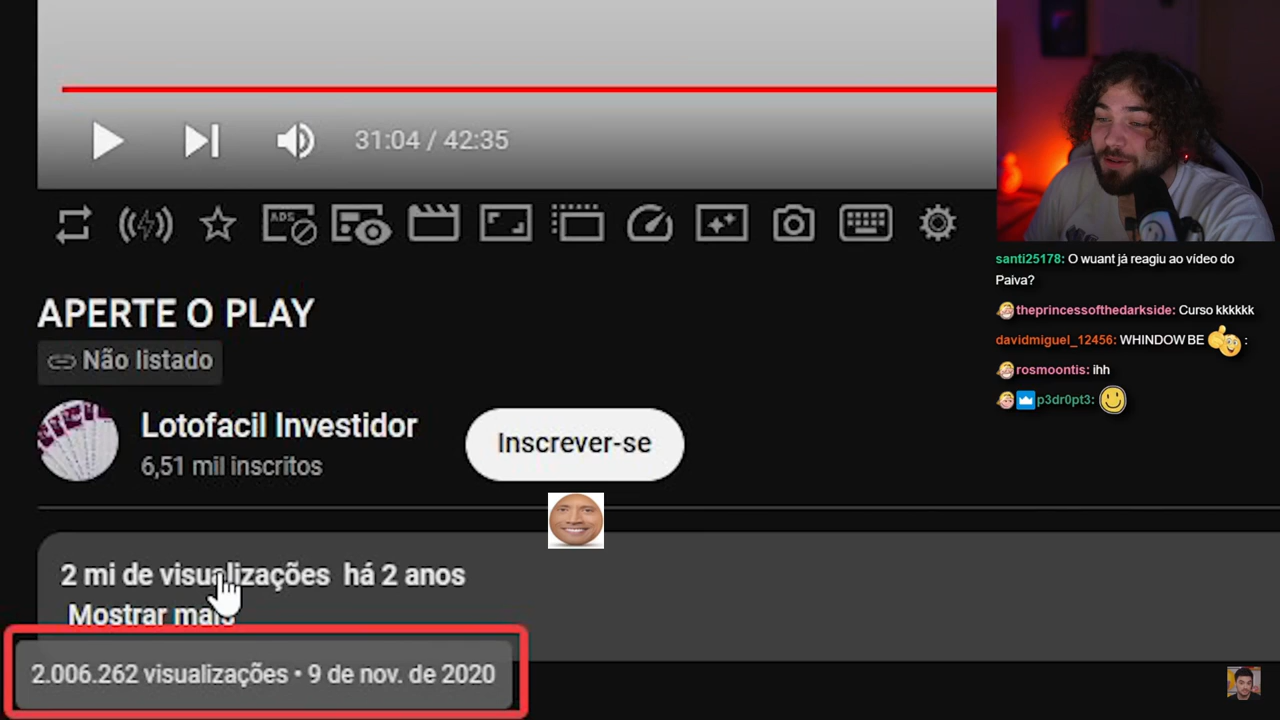 31:04 / 42:35
ADS
APERTE O PLAY
Não listado
Lotofacil Investidor
6,51 mil inscritos
Inscrever-se
2 mi de visualizações há 2 anos
Mostrar mais
2.006.262 visualizações • 9 de nov. de 2020
santi25178: O wuant já reagiu ao vídeo do
Paiva?
theprincessofthedarkside: Curso kkkkkk
davidmiguel_12456: WHINDOW BE :
rosmoontis: ihh
p3dr0pt3: